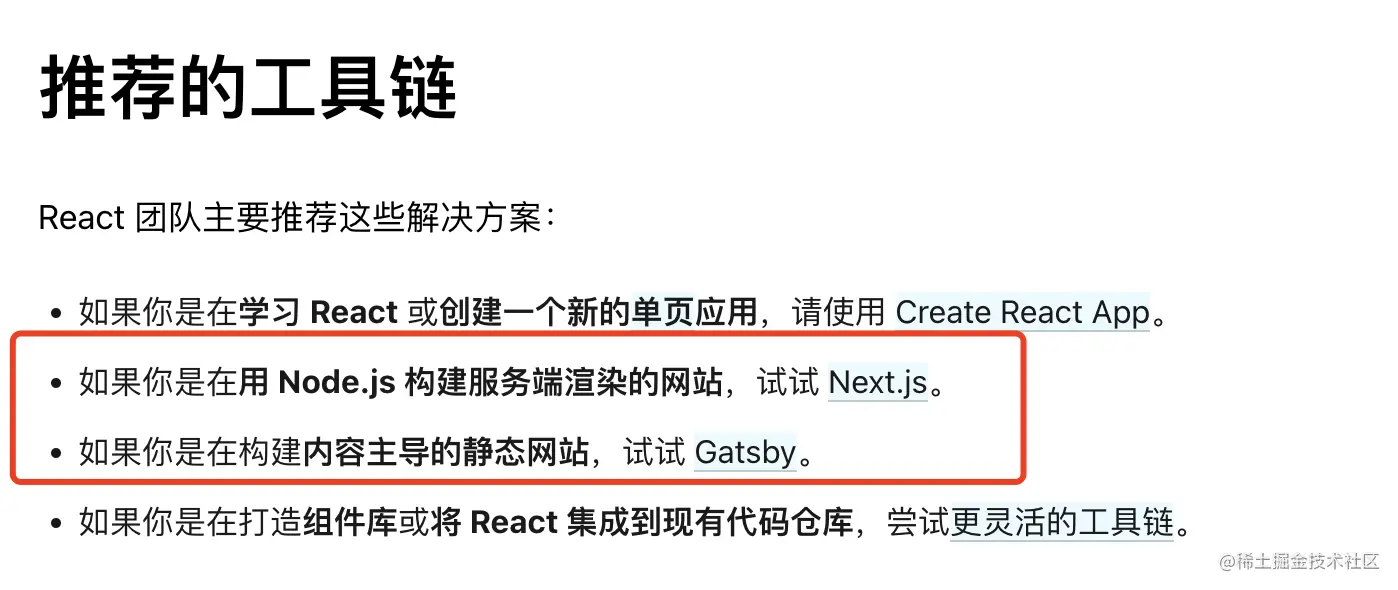 推荐的工具链
React 团队主要推荐这些解决方案：
• 如果你是在学习 React 或创建一个新的单页应用，请使用 Create React App。
• 如果你是在用 Node.js 构建服务端渲染的网站，试试 Next.js。
• 如果你是在构建内容主导的静态网站，试试 Gatsby。
• 如果你是在打造组件库或将 React 集成到现有代码仓库，尝试更灵活的工具链。
@稀土掘金技术社区